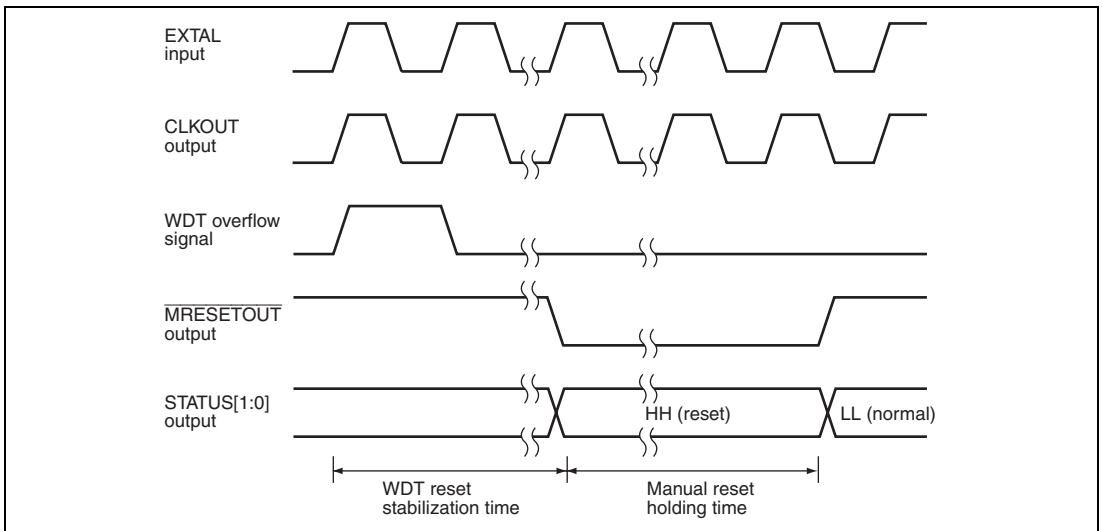 EXTAL
input
CLKOUT
output
WDT overflow
signal
MRESETOUT
output
STATUS[1:0]
output
HH (reset)
LL (normal)
WDT reset
stabilization time
Manual reset
holding time